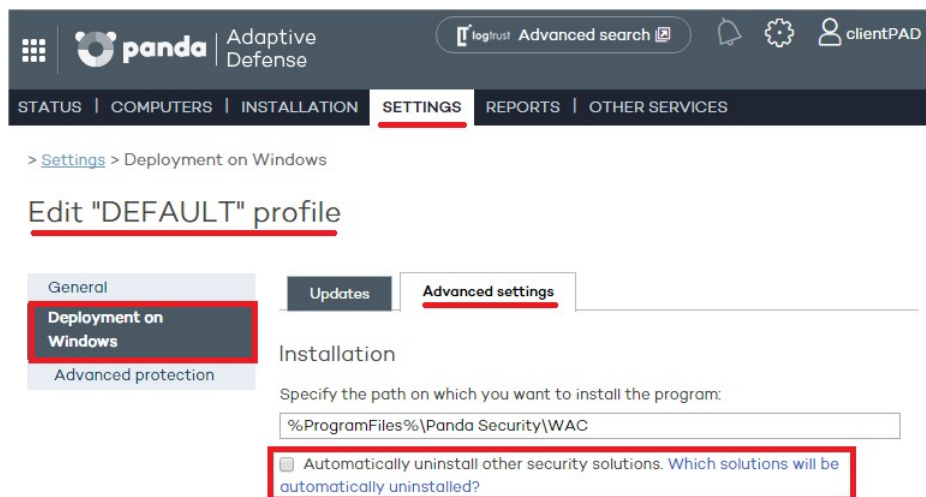 panda Adaptive Defense
logtrust Advanced search
clientPAD
STATUS | COMPUTERS | INSTALLATION SETTINGS REPORTS | OTHER SERVICES
> Settings > Deployment on Windows
Edit "DEFAULT" profile
General
Deployment on
Windows
Advanced protection
Updates
Advanced settings
Installation
Specify the path on which you want to install the program:
%ProgramFiles%\Panda Security\WAC
Automatically uninstall other security solutions. Which solutions will be
automatically uninstalled?